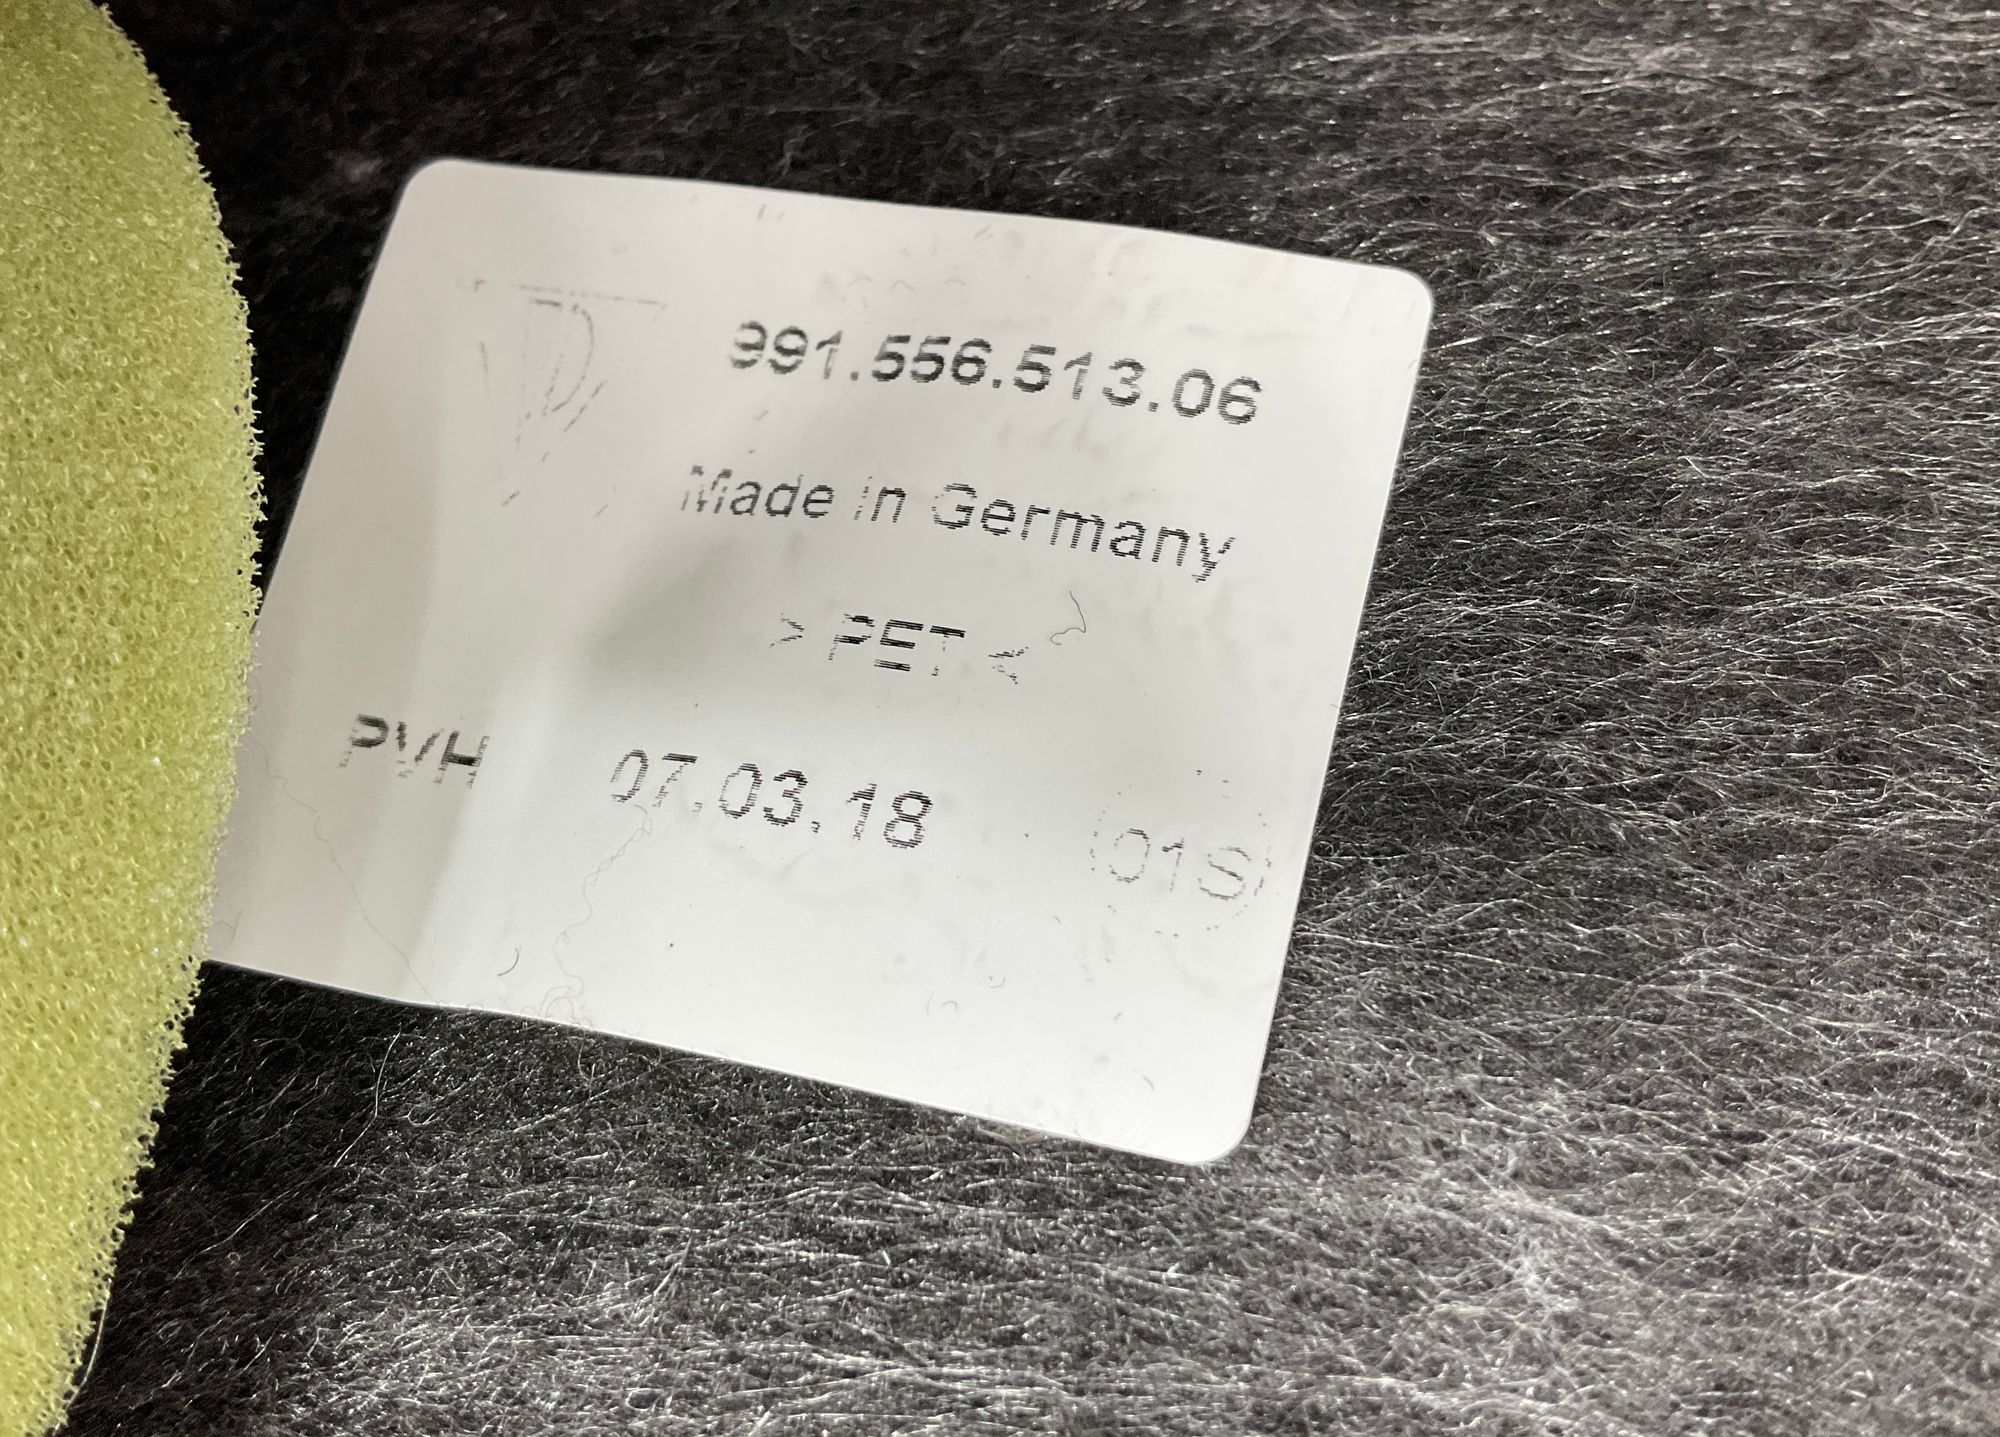 991.556.513.06
Made in Germany
> PET <
PVH 07.03.18 01S